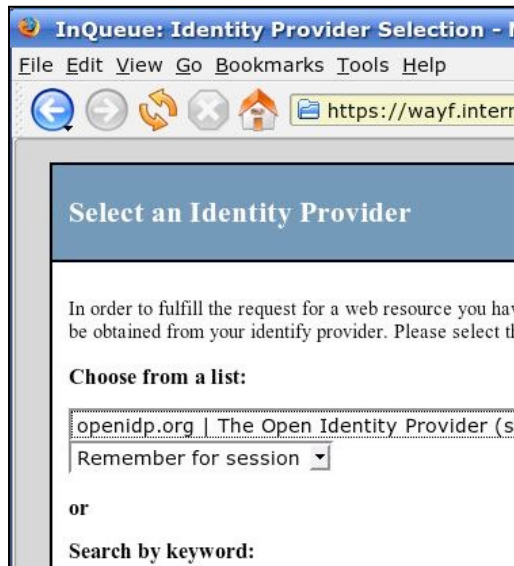 InQueue: Identity Provider Selection -
File Edit View Go Bookmarks Tools Help
https://wayf.intern
Select an Identity Provider
In order to fulfill the request for a web resource you hav
be obtained from your identify provider. Please select th
Choose from a list:
openidp.org | The Open Identity Provider (s
Remember for session
or
Search by keyword: